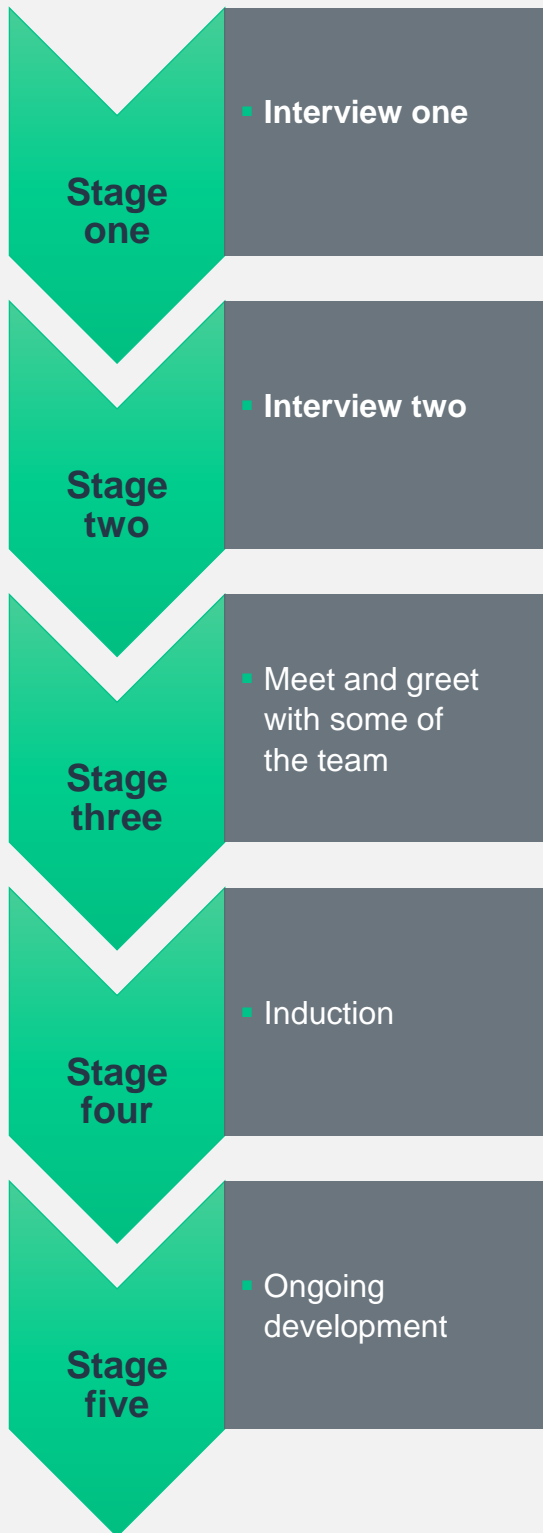 Stage
one
▪ Interview one
Stage
two
▪ Interview two
Stage
three
▪ Meet and greet
with some of
the team
Stage
four
▪ Induction
Stage
five
▪ Ongoing
development